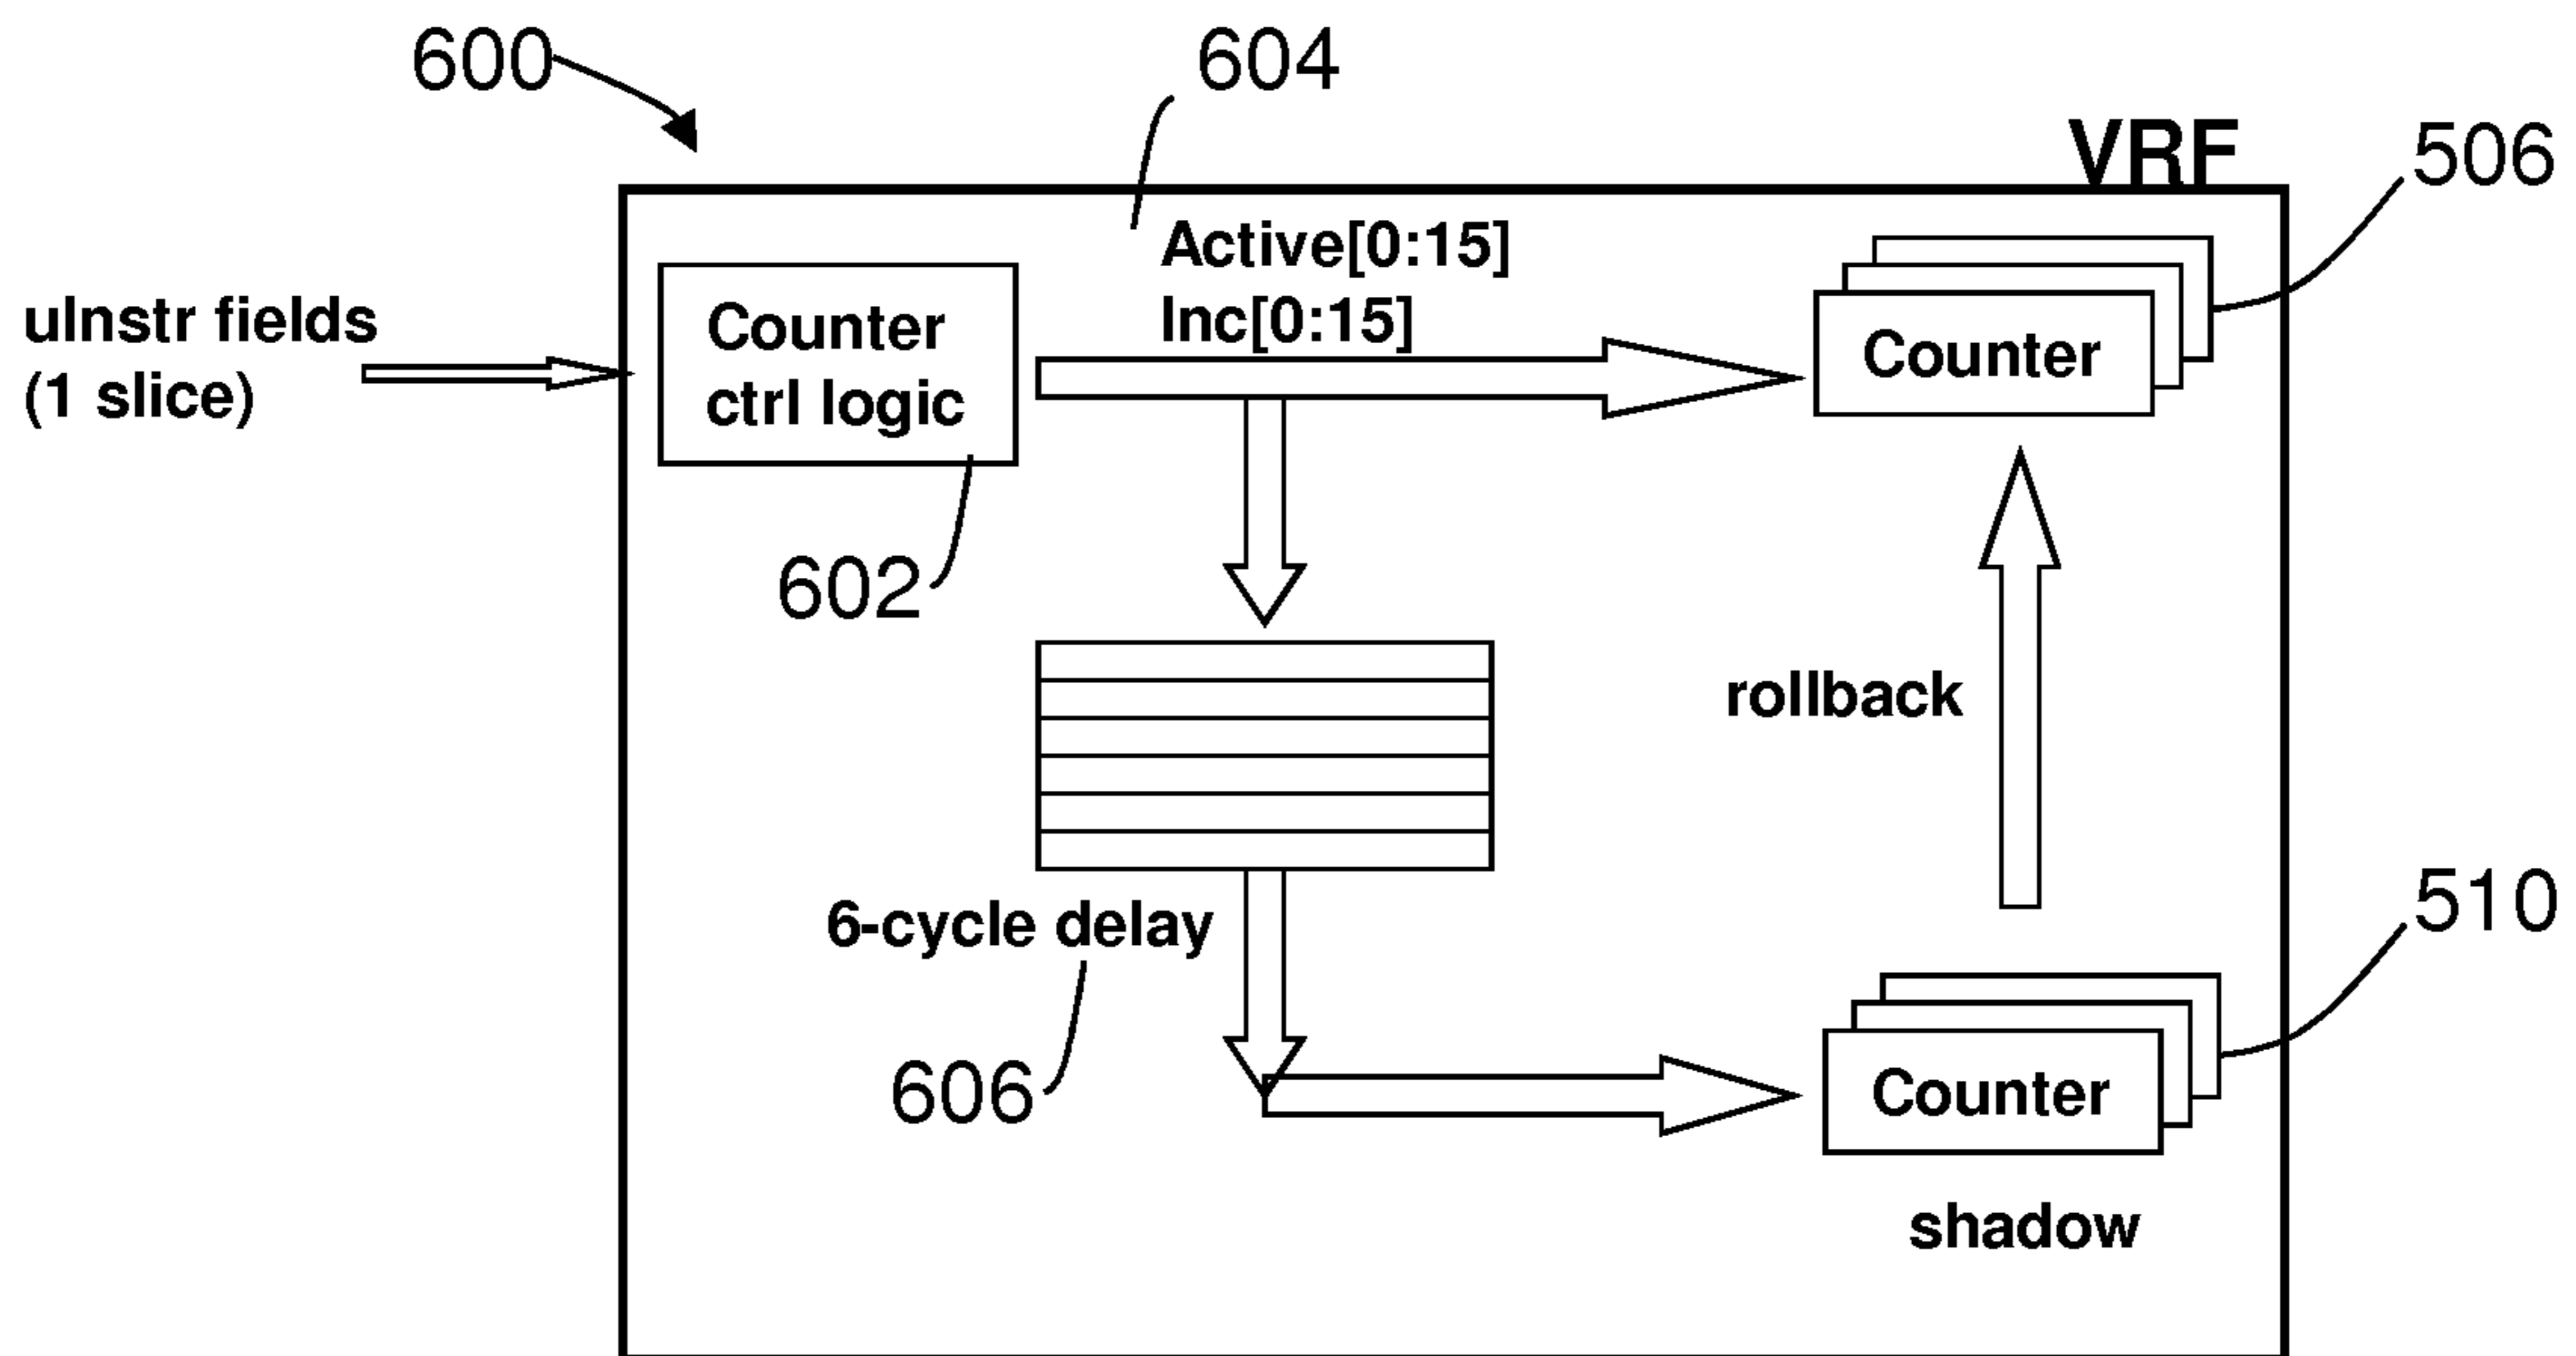 600
604
VRF
506
Active[0:15]
Inc[0:15]
uInstr fields
(1 slice)
Counter
ctrl logic
Counter
602
rollback
6-cycle delay
510
606
Counter
shadow